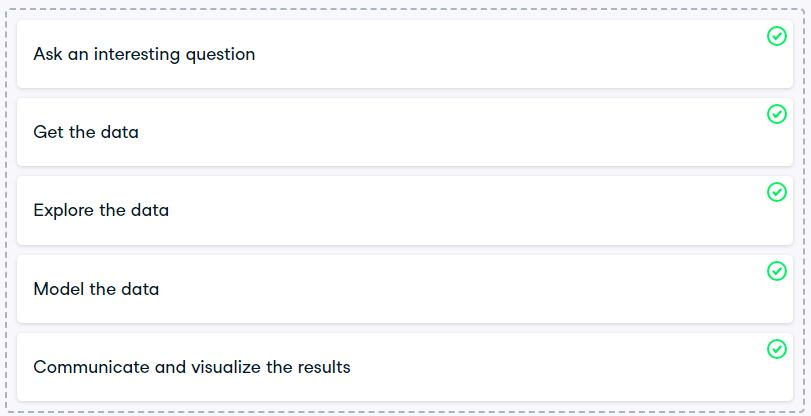 Ask an interesting question
Get the data
Explore the data
Model the data
Communicate and visualize the results